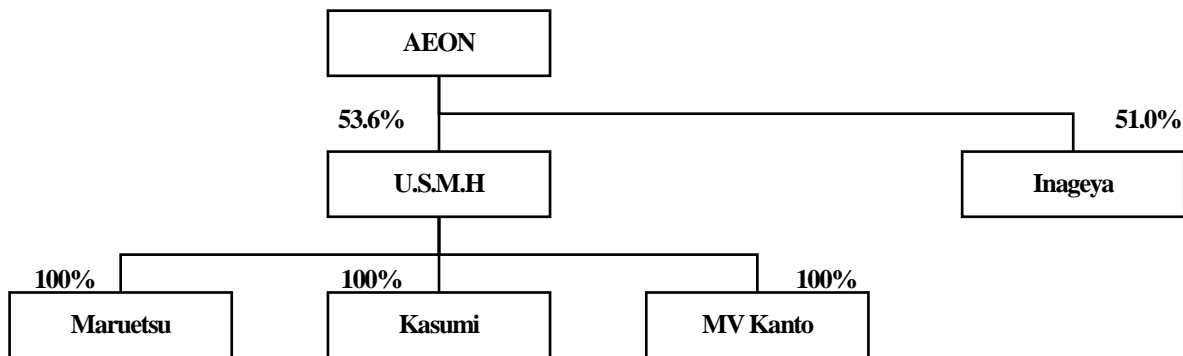 AEON
53.6% 51.0%
U.S.M.H Inageya
100% 100% 100%
Maruetsu Kasumi MV Kanto